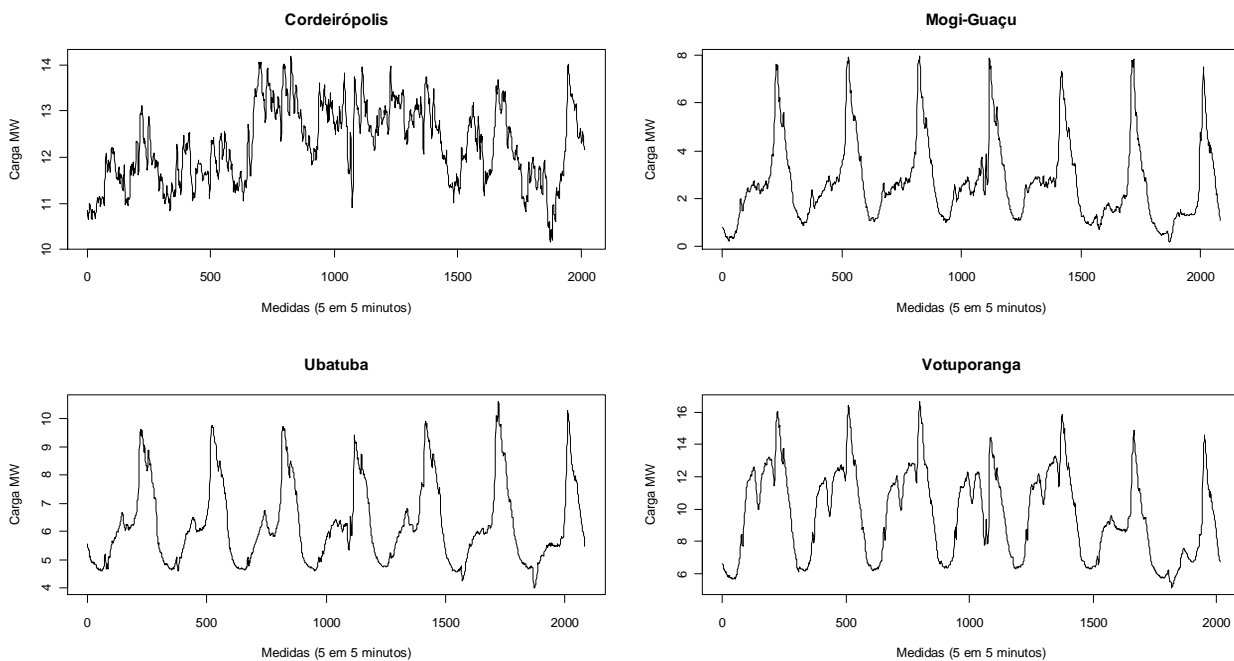 Cordeirópolis
Carga MW
14
13
12
11
10
0 500 1000 1500 2000
Medidas (5 em 5 minutos)
Mogi-Guaçu
Carga MW
8
6
4
2
0
0 500 1000 1500 2000
Medidas (5 em 5 minutos)
Ubatuba
Carga MW
10
9
8
7
6
5
4
0 500 1000 1500 2000
Medidas (5 em 5 minutos)
Votuporanga
Carga MW
16
14
12
10
8
6
0 500 1000 1500 2000
Medidas (5 em 5 minutos)